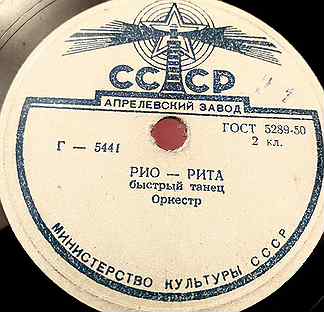 СССР
АПРЕЛЕВСКИЙ ЗАВОД
ГОСТ 5289-50
2 кл.
Г — 5441
РИО — РИТА
быстрый танец
Оркестр
МИНИСТЕРСТВО КУЛЬТУРЫ СССР